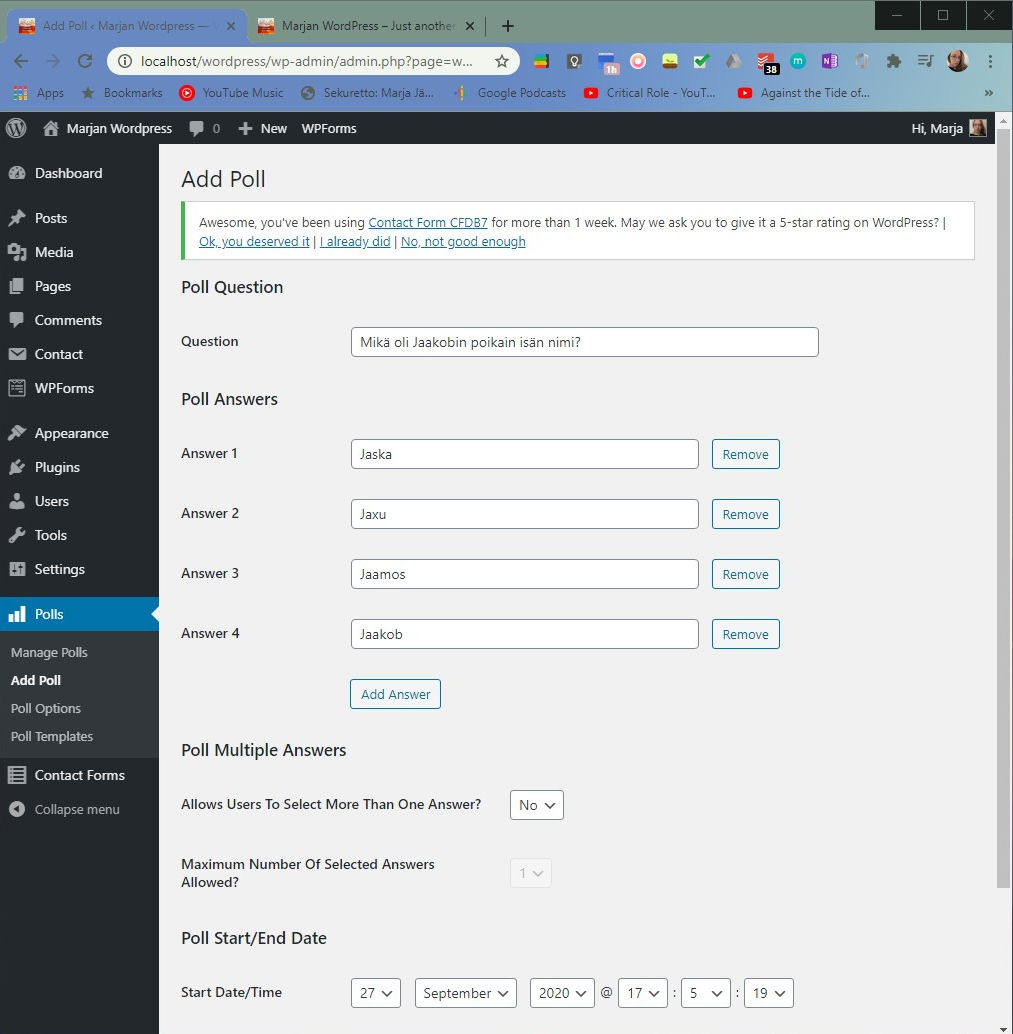 Add Poll ‹ Marjan Wordpress —
Marjan WordPress – Just another
localhost/wordpress/wp-admin/admin.php?page=w...
1h
38
m
N
Apps
Bookmarks
YouTube Music
Sekuretto: Marja Jä...
Google Podcasts
Critical Role - YouT...
Against the Tide of...
»
Marjan Wordpress
0
New
WPForms
Hi, Marja
Dashboard
Posts
Media
Pages
Comments
Contact
WPForms
Appearance
Plugins
Users
Tools
Settings
Polls
Manage Polls
Add Poll
Poll Options
Poll Templates
Contact Forms
Collapse menu
Add Poll
Awesome, you've been using Contact Form CFDB7 for more than 1 week. May we ask you to give it a 5-star rating on WordPress? |
Ok, you deserved it | I already did | No, not good enough
Poll Question
Question Mikä oli Jaakobin poikain isän nimi?
Poll Answers
Answer 1 Jaska Remove
Answer 2 Jaxu Remove
Answer 3 Jaamos Remove
Answer 4 Jaakob Remove
Add Answer
Poll Multiple Answers
Allows Users To Select More Than One Answer? No
Maximum Number Of Selected Answers
Allowed? 1
Poll Start/End Date
Start Date/Time 27 September 2020 @ 17 : 5 : 19